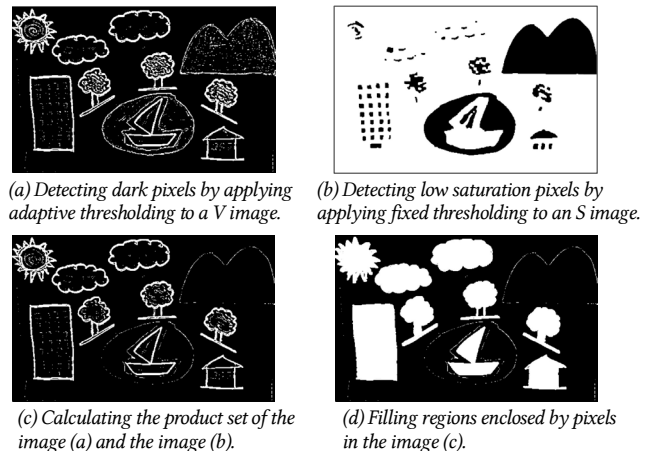 (a) Detecting dark pixels by applying
adaptive thresholding to a V image.
(b) Detecting low saturation pixels by
applying fixed thresholding to an S image.
(c) Calculating the product set of the
image (a) and the image (b).
(d) Filling regions enclosed by pixels
in the image (c).